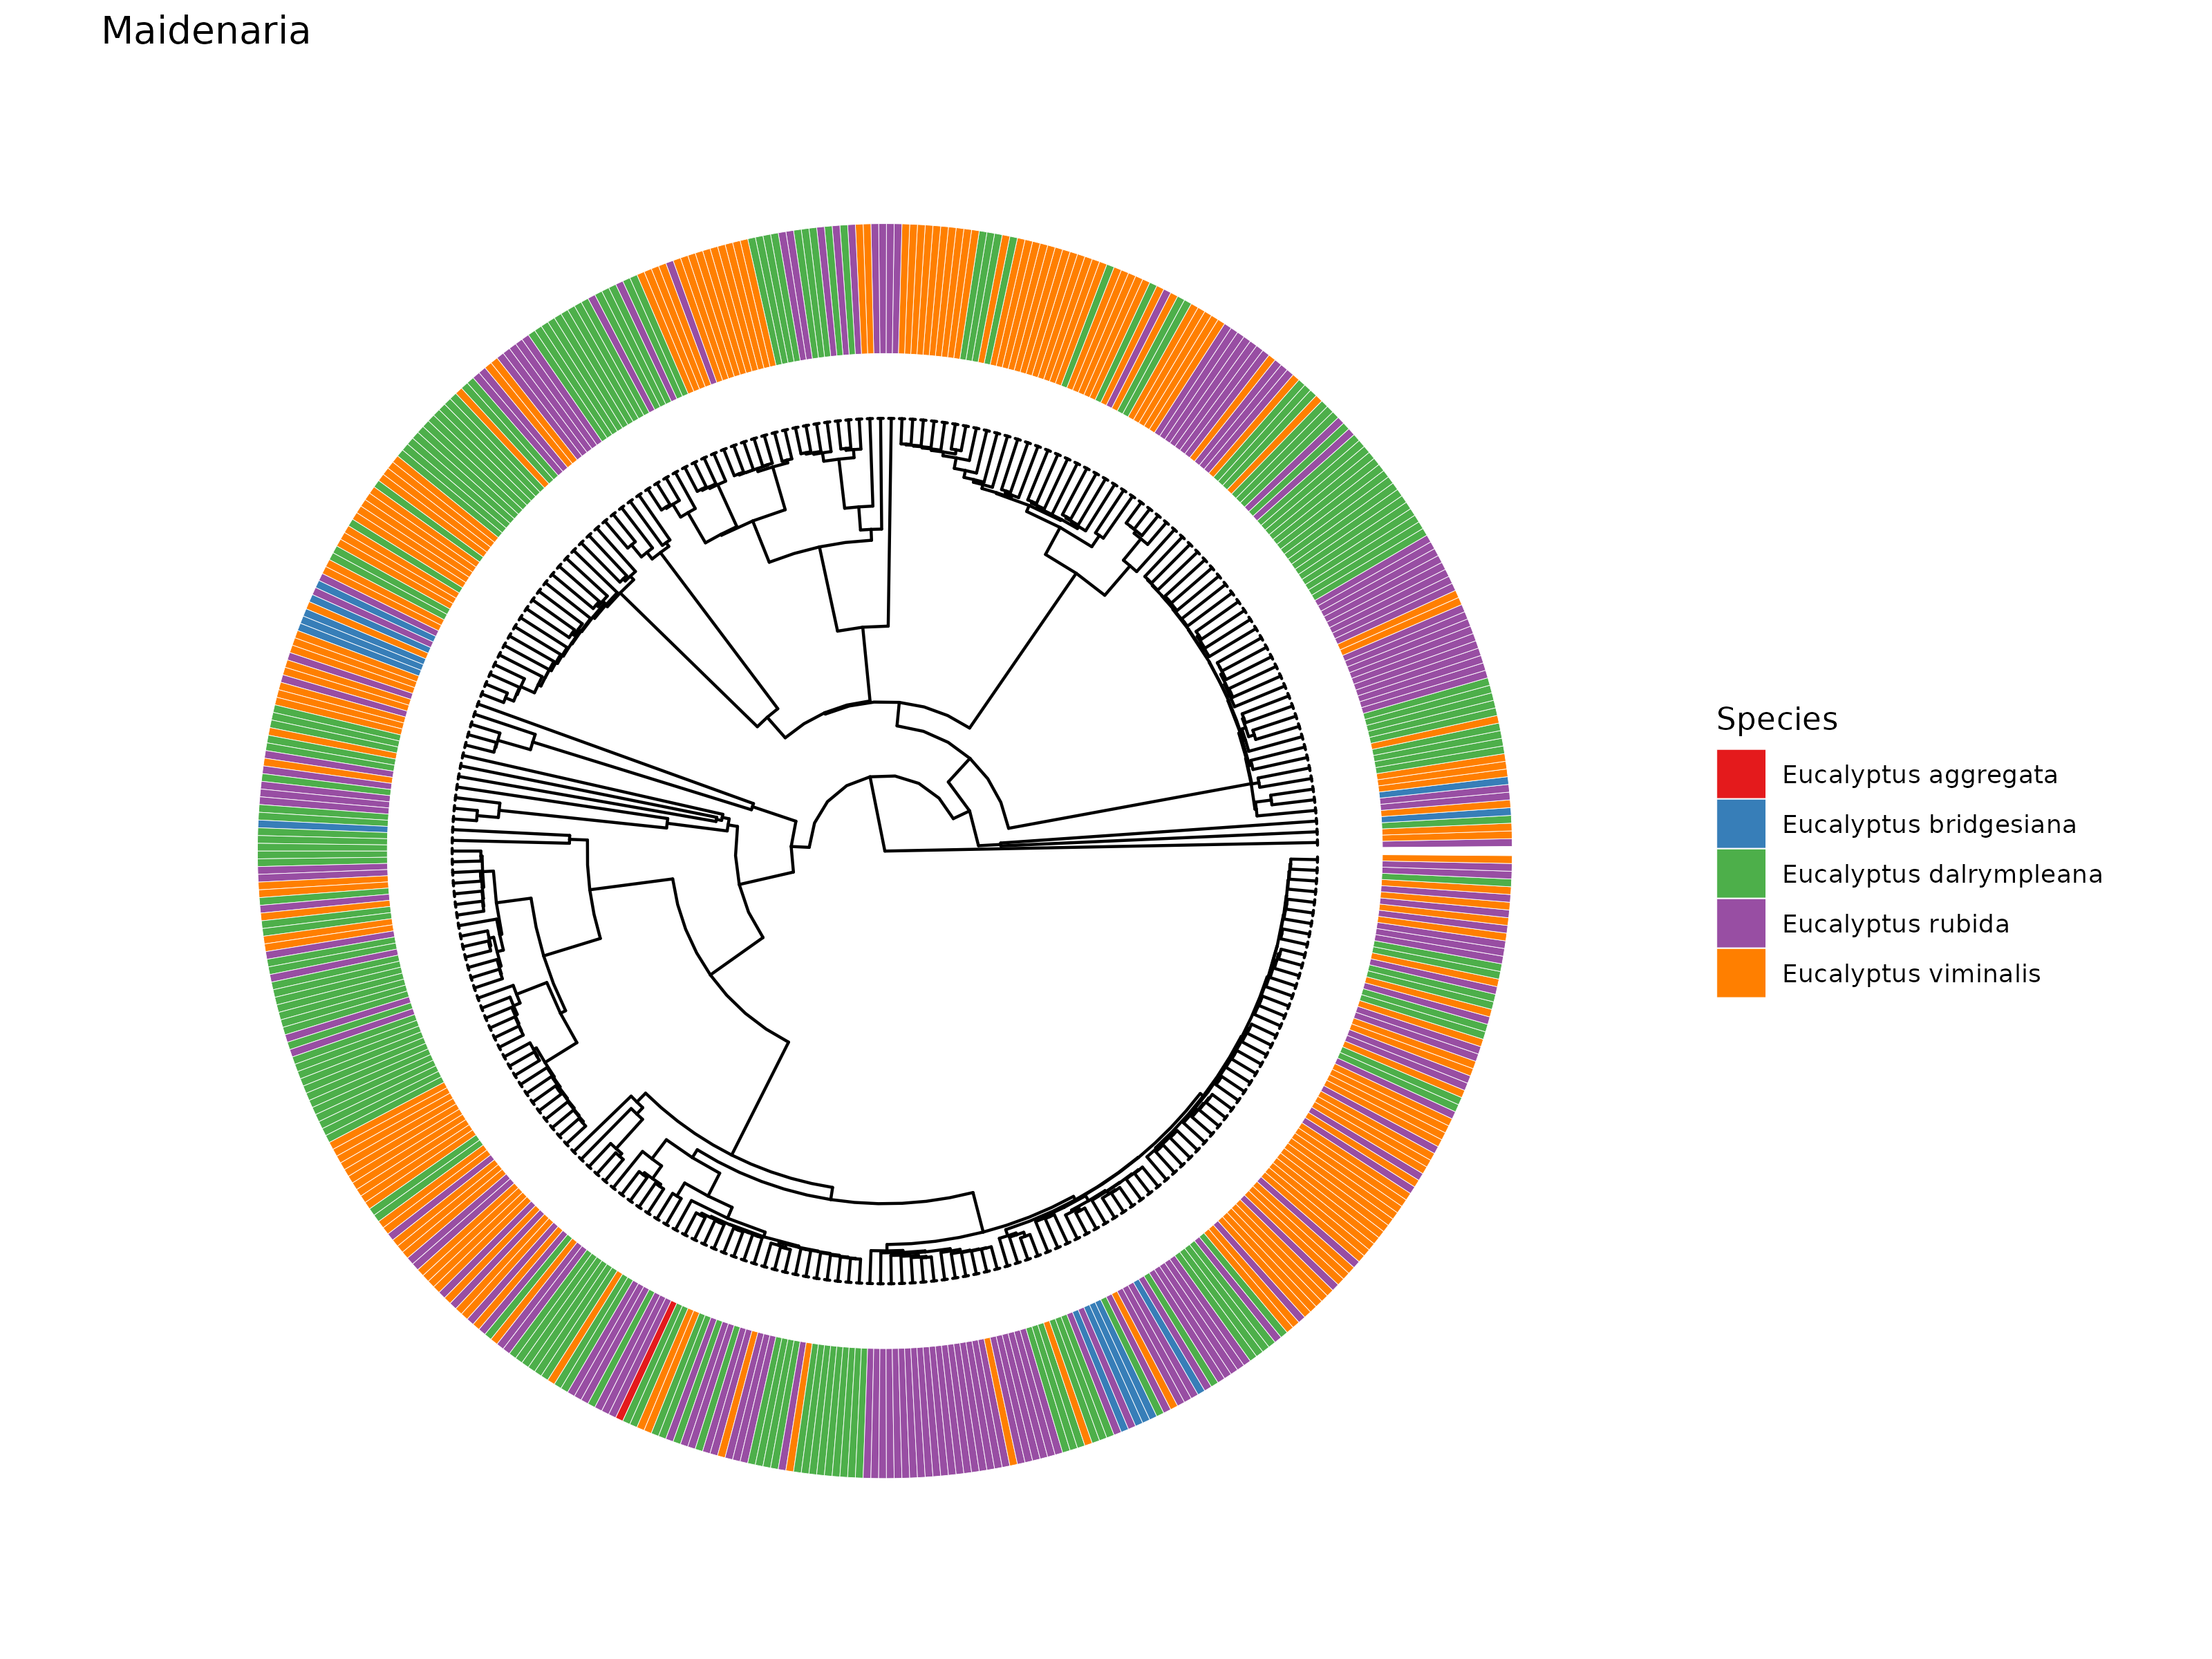 Maidenaria
Species
Eucalyptus aggregata
Eucalyptus bridgesiana
Eucalyptus dalrympleana
Eucalyptus rubida
Eucalyptus viminalis